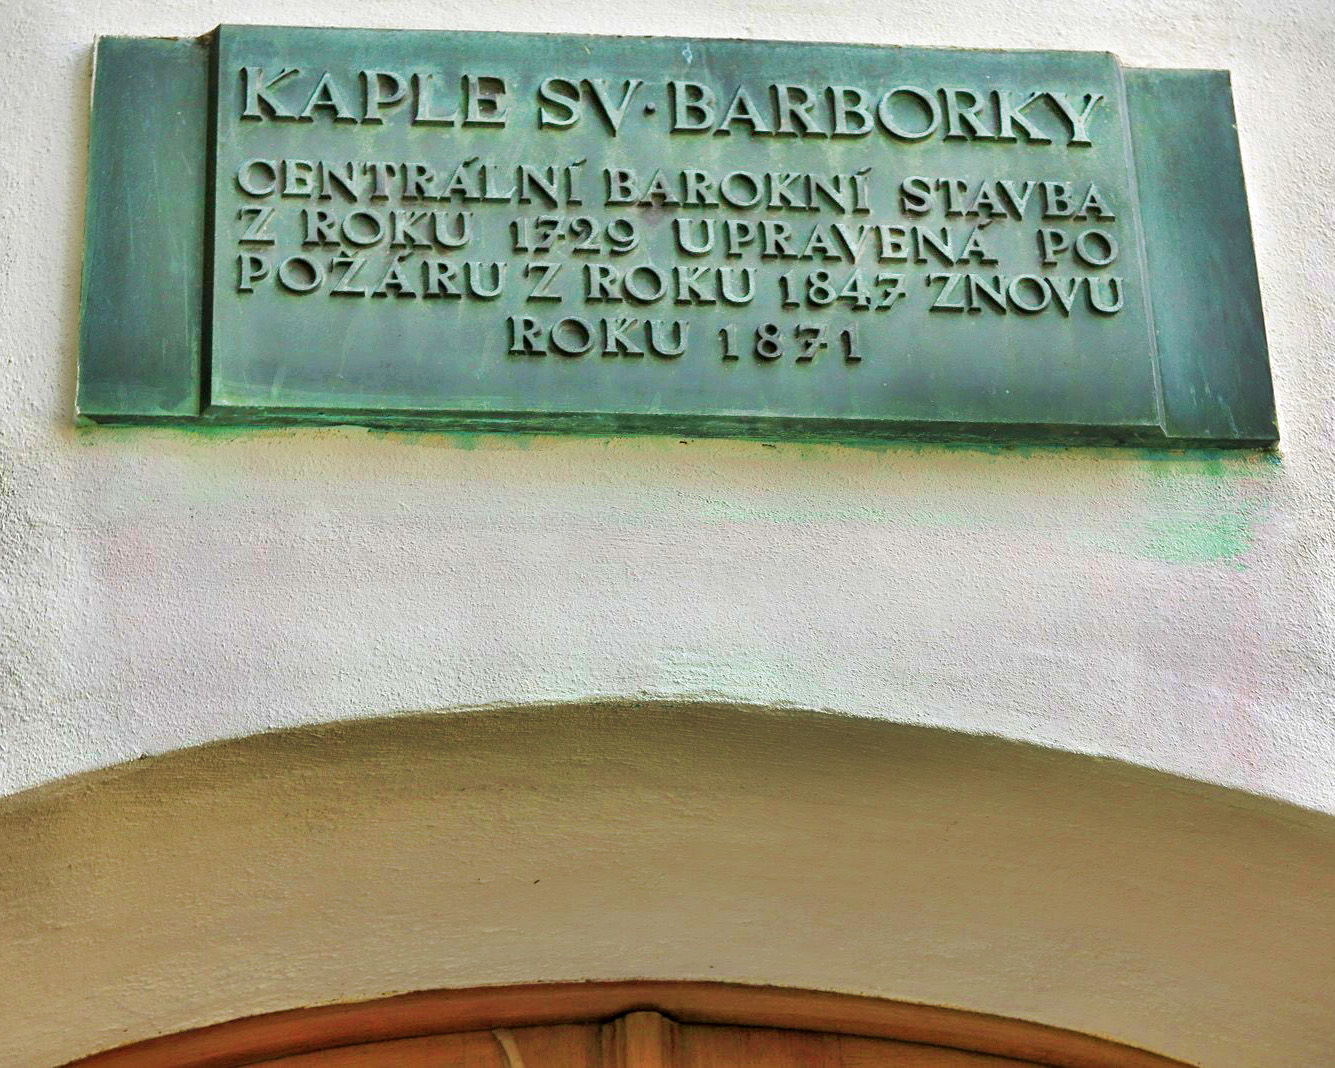 KAPLE SV. BARBORKY
CENTRÁLNÍ BAROKNÍ STAVBA
Z ROKU 1729 UPRAVENÁ PO
POŽÁRU Z ROKU 1847 ZNOVU
ROKU 1871